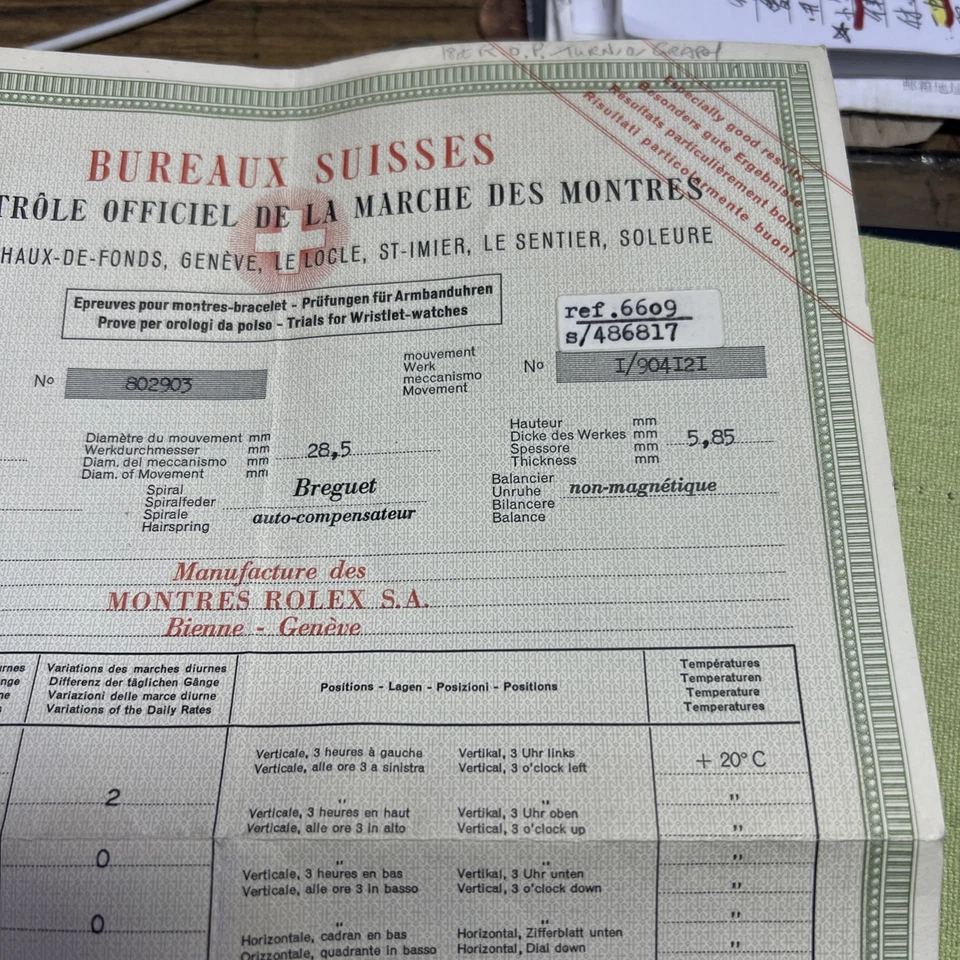 18ct R.O.P. TURN-O-GRAPH
Especially good results
Besonders gute Ergebnisse
Résultats particulièrement bons
Risultati particolarmente buoni
BUREAUX SUISSES
TRÔLE OFFICIEL DE LA MARCHE DES MONTRES
HAUX-DE-FONDS, GENÈVE, LE LOCLE, ST-IMIER, LE SENTIER, SOLEURE
Epreuves pour montres-bracelet - Prüfungen für Armbanduhren
Prove per orologi da polso - Trials for Wristlet-watches
ref.6609
s/486817
No 802903
mouvement
Werk
meccanismo
Movement
No I/904I2I
Diamètre du mouvement mm
Werkdurchmesser mm
Diam. del meccanismo mm
Diam. of Movement mm
28,5
Hauteur mm
Dicke des Werkes mm
Spessore mm
Thickness mm
5,85
Spiral
Spiralfeder
Spirale
Hairspring
Breguet
auto-compensateur
Balancier
Unruhe
Bilancere
Balance
non-magnétique
Manufacture des
MONTRES ROLEX S.A.
Bienne - Genève
Variations des marches diurnes
Differenz der täglichen Gänge
Variazioni delle marce diurne
Variations of the Daily Rates
Positions - Lagen - Posizioni - Positions
Températures
Temperaturen
Temperature
Temperatures
Verticale, 3 heures à gauche Vertikal, 3 Uhr links
Verticale, alle ore 3 a sinistra Vertical, 3 o'clock left
+ 20° C
2 " " "
Verticale, 3 heures en haut Vertikal, 3 Uhr oben
Verticale, alle ore 3 in alto Vertical, 3 o'clock up "
0 " " "
Verticale, 3 heures en bas Vertikal, 3 Uhr unten
Verticale, alle ore 3 in basso Vertical, 3 o'clock down "
0 " " "
Horizontale, cadran en bas Horizontal, Zifferblatt unten
Orizzontale, quadrante in basso Horizontal, Dial down "